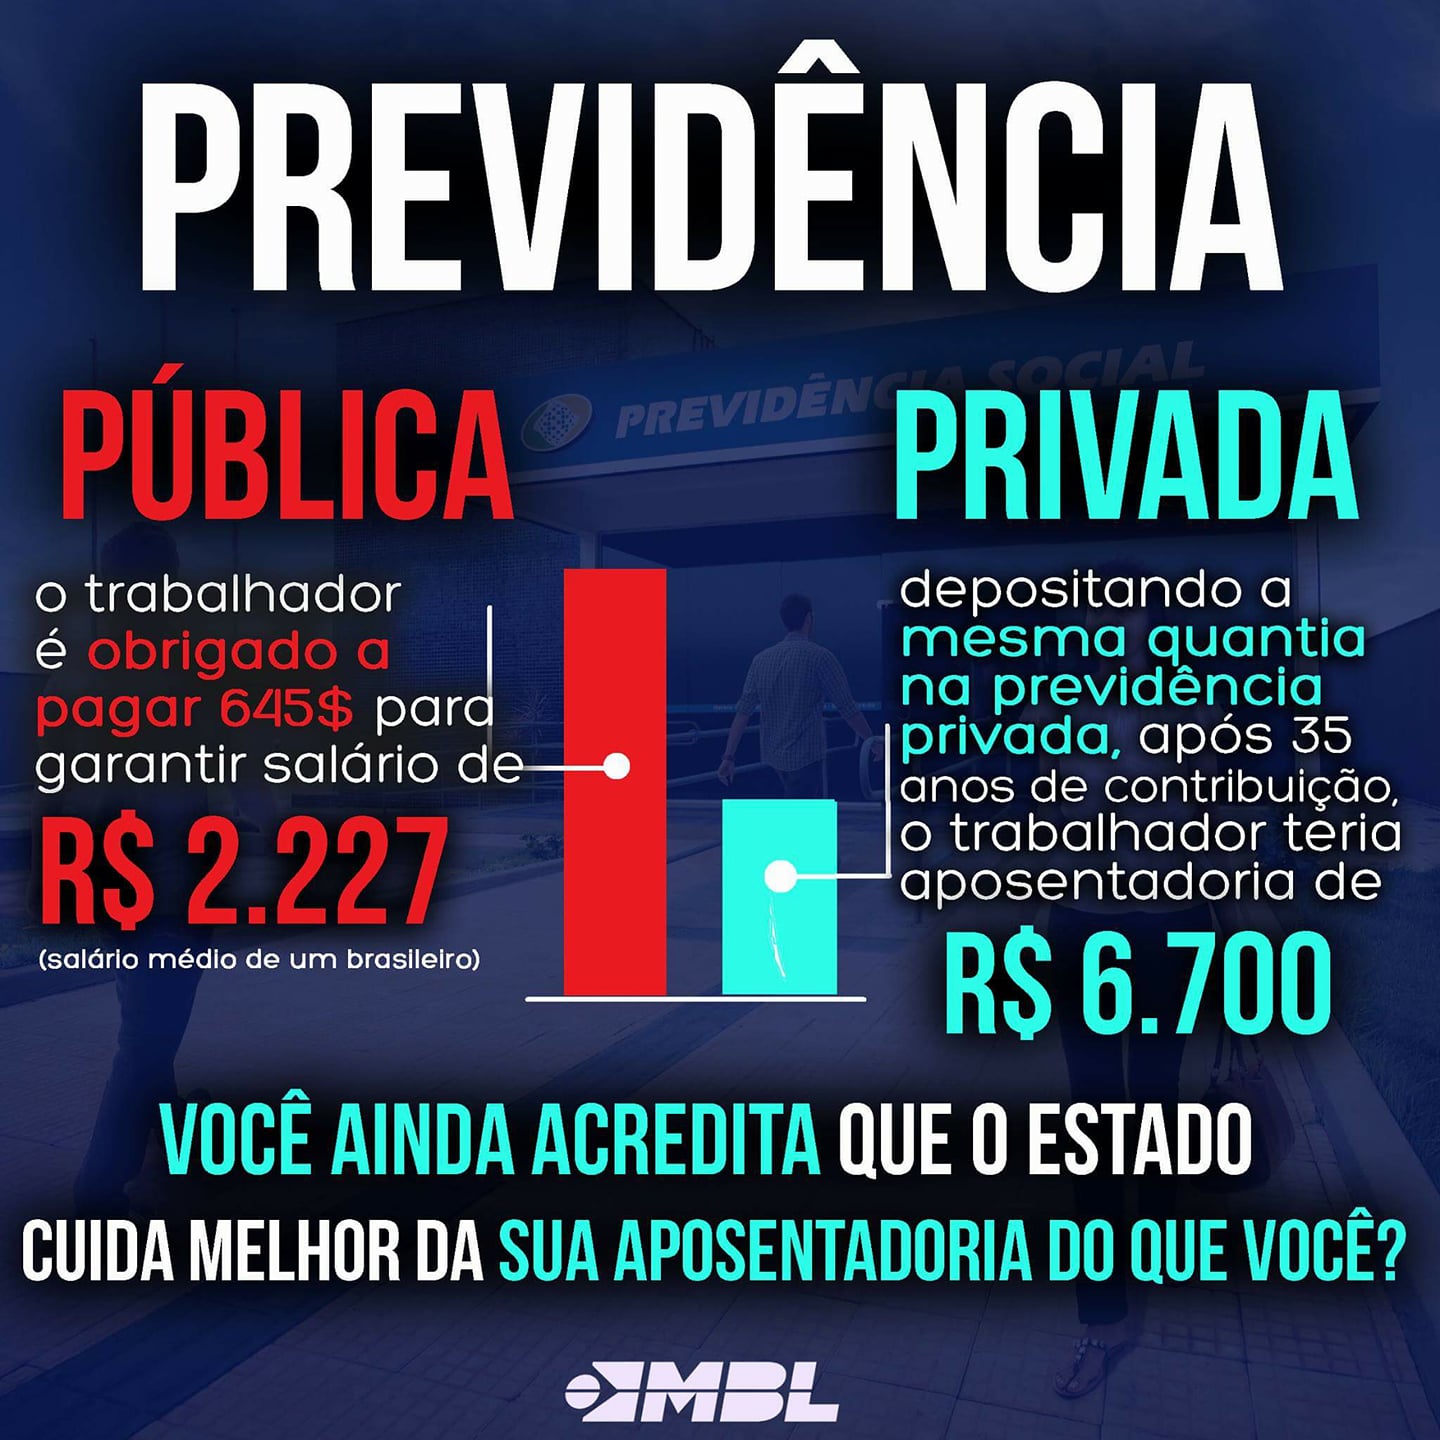 PREVIDÊNCIA
PREVIDÊNCIA SOCIAL
PÚBLICA
o trabalhador
é obrigado a
pagar 645$ para
garantir salário de
R$ 2.227
(salário médio de um brasileiro)
PRIVADA
depositando a
mesma quantia
na previdência
privada, após 35
anos de contribuição,
o trabalhador teria
aposentadoria de
R$ 6.700
VOCÊ AINDA ACREDITA QUE O ESTADO
CUIDA MELHOR DA SUA APOSENTADORIA DO QUE VOCÊ?
MBL